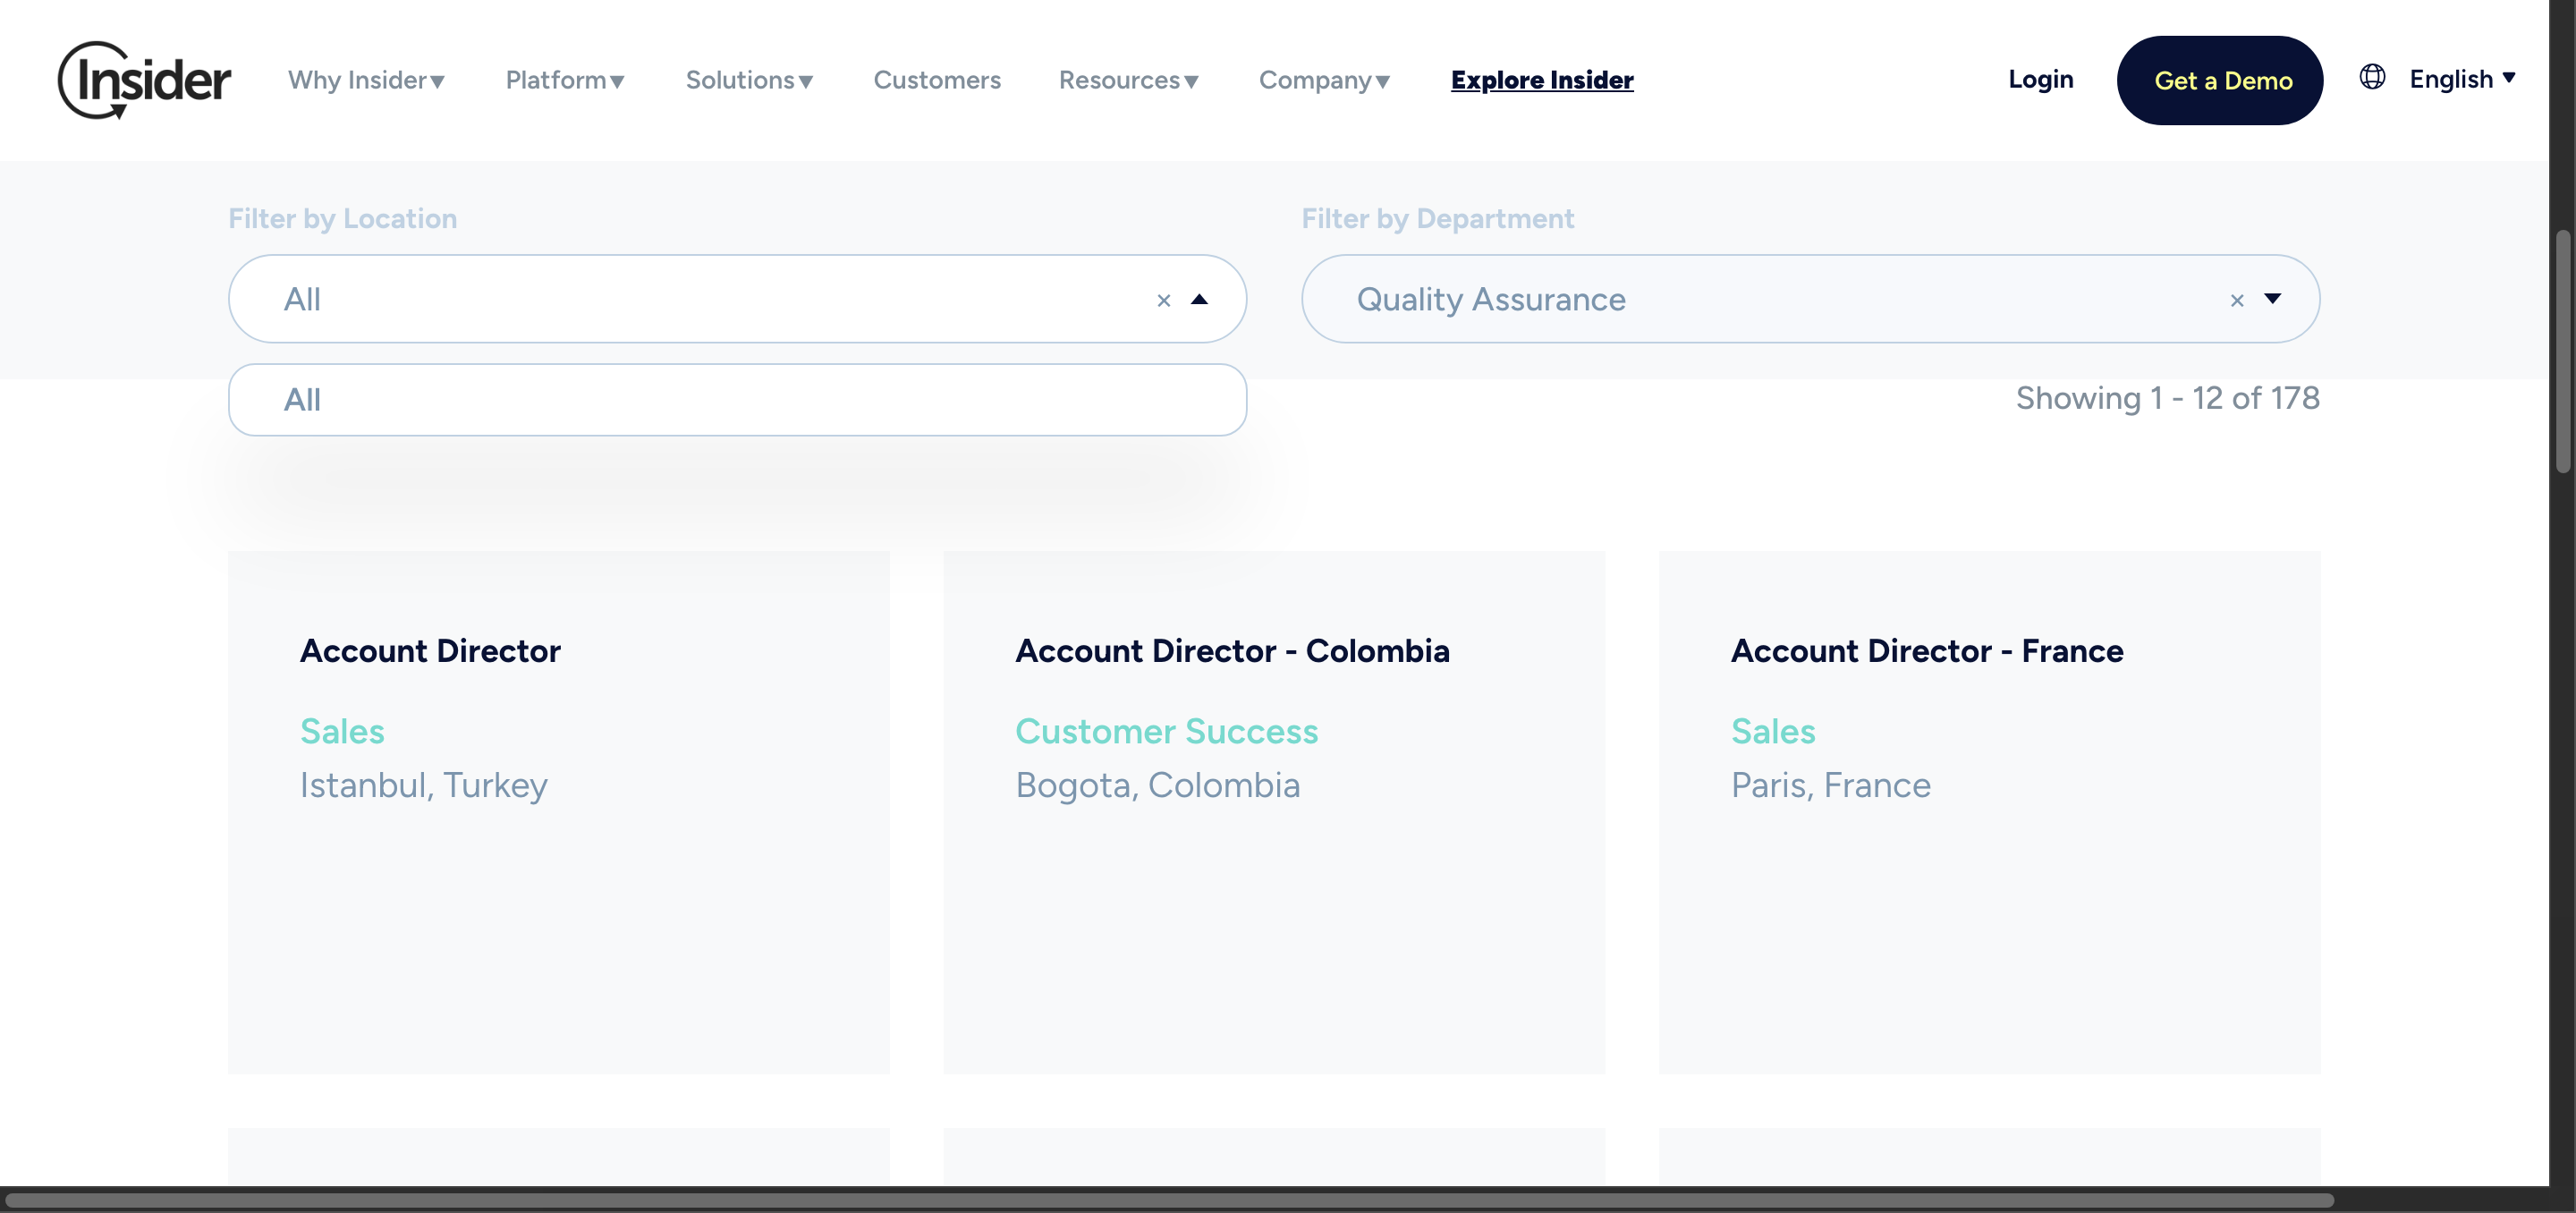 Insider Why Insider Platform Solutions Customers Resources Company Explore Insider Login Get a Demo English
Filter by Location Filter by Department
All × Quality Assurance ×
All
Showing 1 - 12 of 178
Account Director Account Director - Colombia Account Director - France
Sales Customer Success Sales
Istanbul, Turkey Bogota, Colombia Paris, France